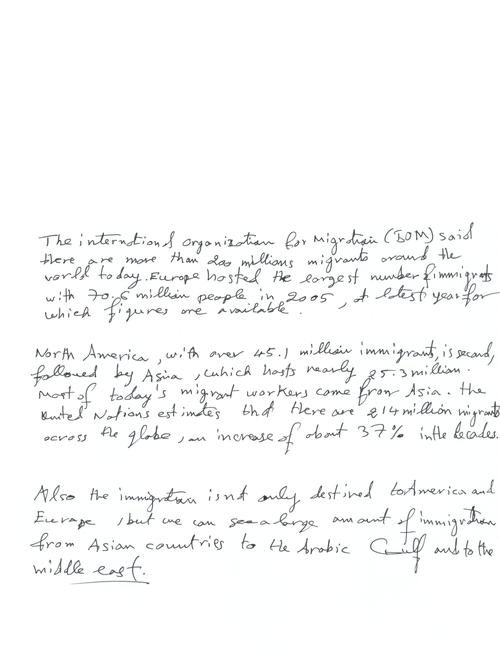 The international organization for Migration (IOM) said
there are more than 200 millions migrants around the
world today. Europe hosted the largest number of immigrants
with 70.6 million people in 2005, at latest year for
which figures are available.
North America, with over 45.1 million immigrants, is second,
followed by Asia, which hosts nearly 25.3 million.
Most of today's migrant workers come from Asia. The
United Nations estimates that there are 214 million migrants
across the globe, an increase of about 37% in the decades.
Also the immigration isnt only destined to America and
Europe, but we can see a large amount of immigration
from Asian countries to the Arabic Gulf and to the
middle east.